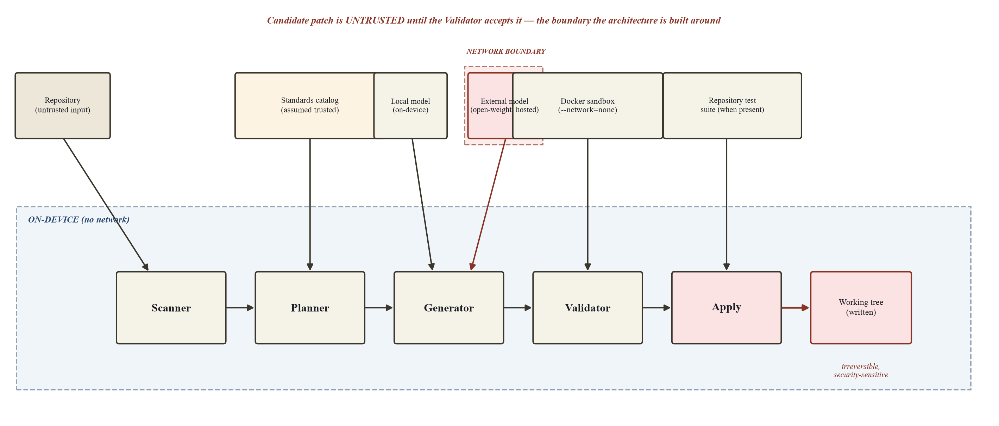 Candidate patch is UNTRUSTED until the Validator accepts it — the boundary the architecture is built around
NETWORK BOUNDARY
Repository
(untrusted input)
Standards catalog
(assumed trusted)
Local model
(on-device)
External model
(open-weight, hosted)
Docker sandbox
(--network=none)
Repository test
suite (when present)
ON-DEVICE (no network)
Scanner
Planner
Generator
Validator
Apply
Working tree
(written)
irreversible,
security-sensitive